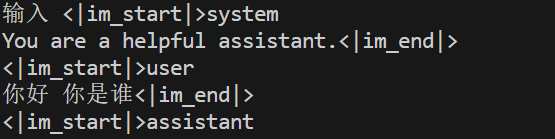 输入 <|im_start|>system
You are a helpful assistant.<|im_end|>
<|im_start|>user
你好 你是谁<|im_end|>
<|im_start|>assistant